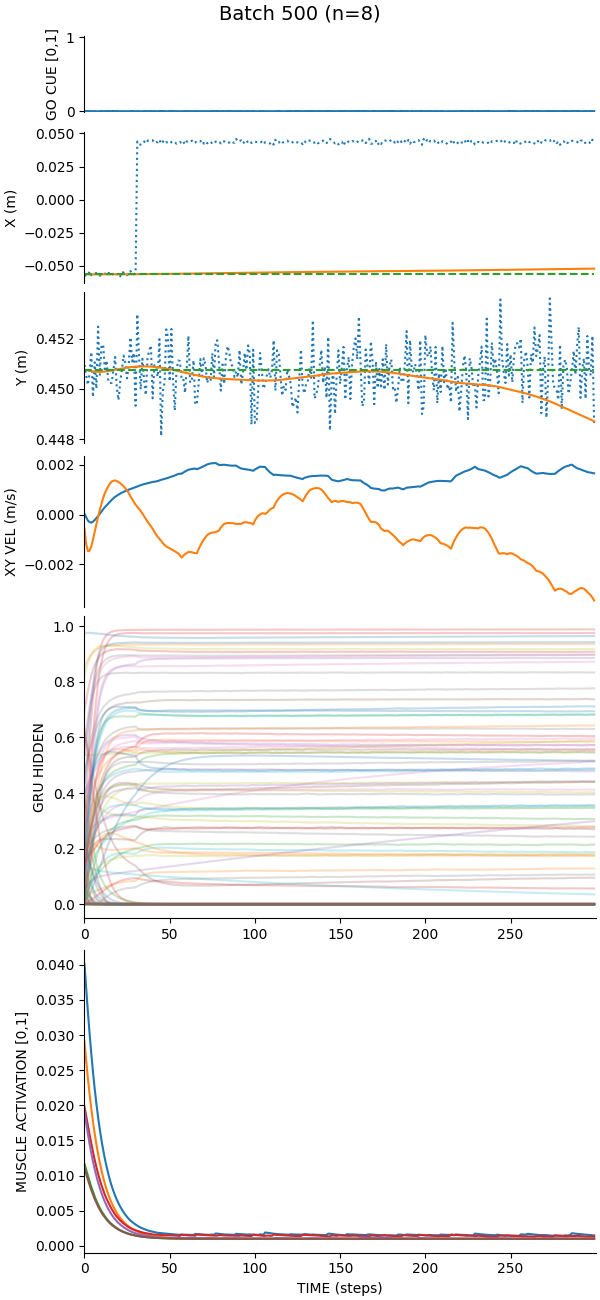 Batch 500 (n=8)
GO CUE [0,1]
1
0
X (m)
0.050
0.025
0.000
−0.025
−0.050
Y (m)
0.452
0.450
0.448
XY VEL (m/s)
0.002
0.000
−0.002
GRU HIDDEN
1.0
0.8
0.6
0.4
0.2
0.0
0 50 100 150 200 250
MUSCLE ACTIVATION [0,1]
0.040
0.035
0.030
0.025
0.020
0.015
0.010
0.005
0.000
0 50 100 150 200 250
TIME (steps)